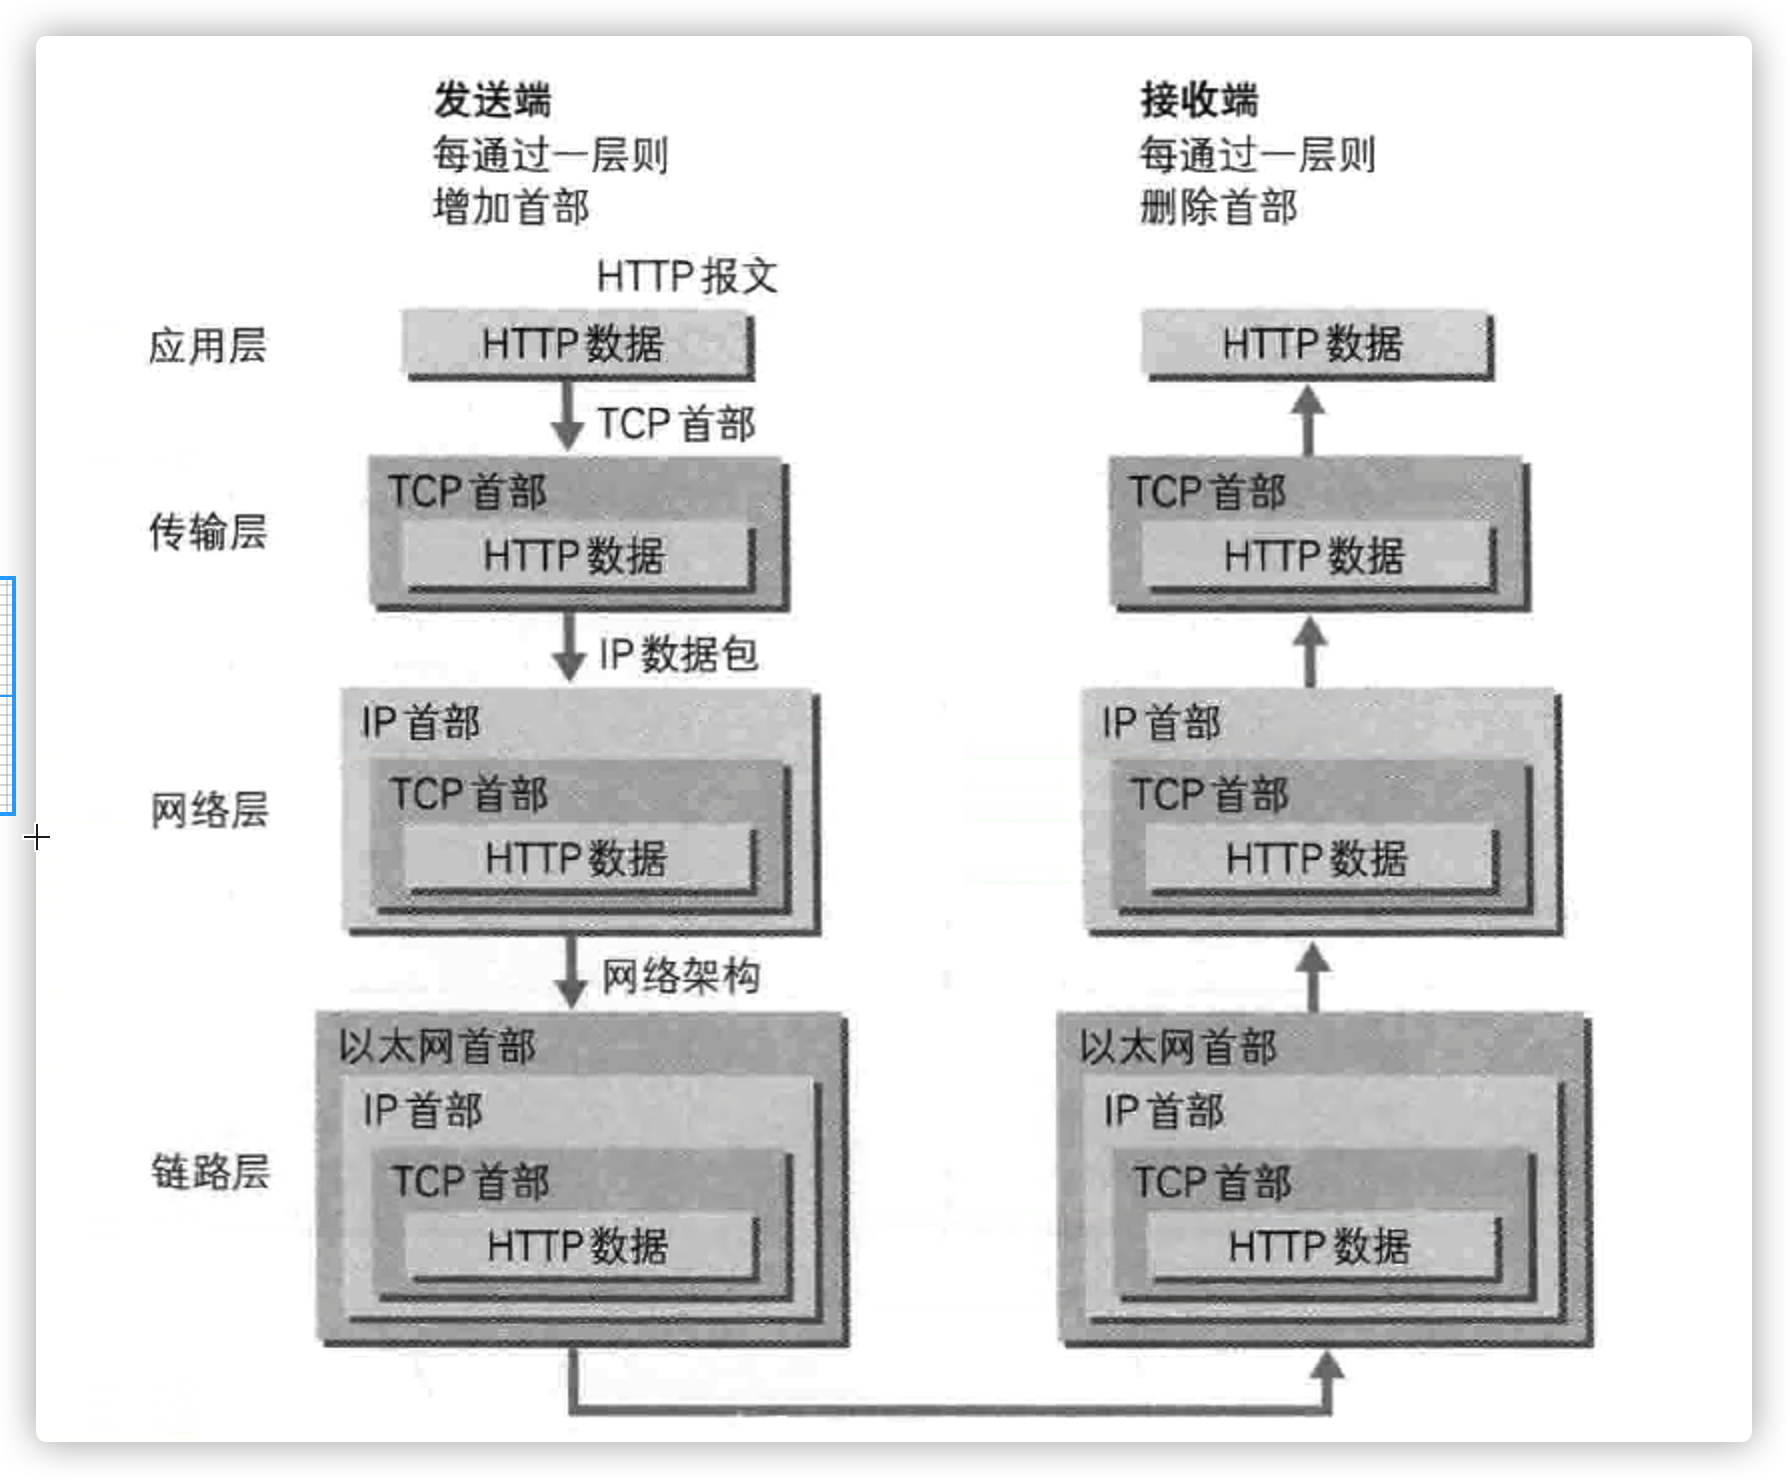 发送端
每通过一层则
增加首部
接收端
每通过一层则
删除首部
HTTP 报文
应用层
HTTP 数据
HTTP 数据
TCP 首部
传输层
TCP 首部
HTTP 数据
TCP 首部
HTTP 数据
IP 数据包
网络层
IP 首部
TCP 首部
HTTP 数据
IP 首部
TCP 首部
HTTP 数据
网络架构
链路层
以太网首部
IP 首部
TCP 首部
HTTP 数据
以太网首部
IP 首部
TCP 首部
HTTP 数据